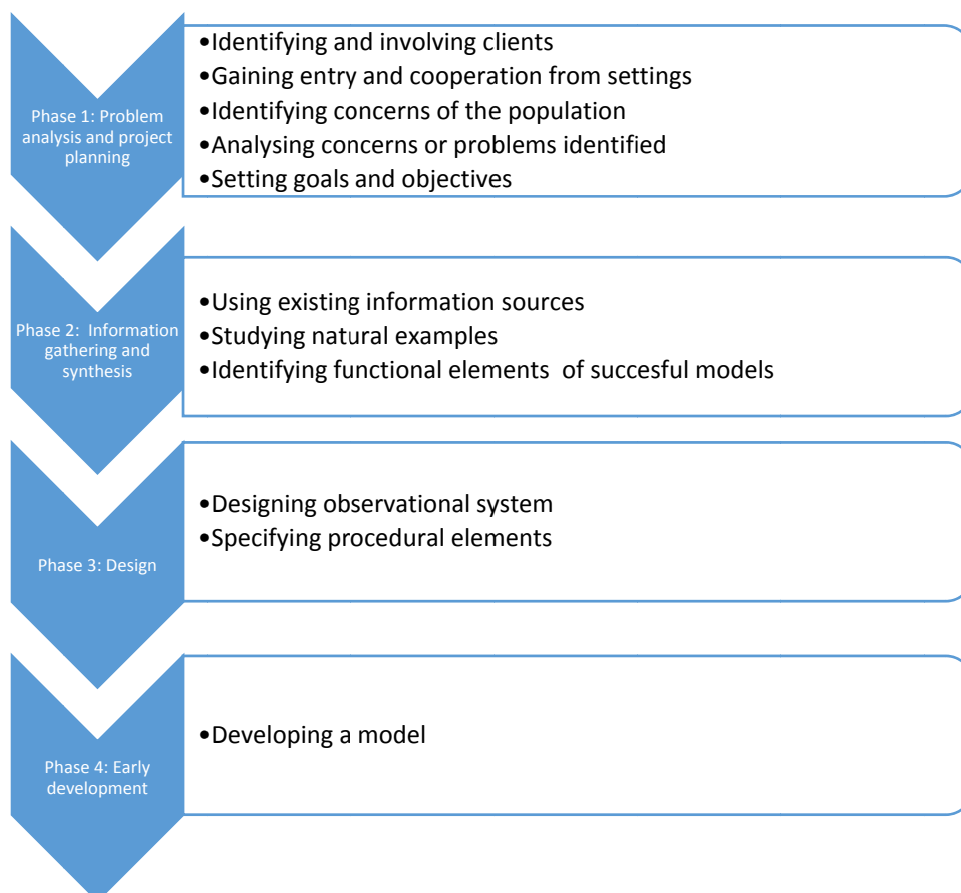 Phase 1: Problem
analysis and project
planning
•Identifying and involving clients
•Gaining entry and cooperation from settings
•Identifying concerns of the population
•Analysing concerns or problems identified
•Setting goals and objectives
Phase 2:  Information
gathering and
synthesis
•Using existing information sources
•Studying natural examples
•Identifying functional elements  of succesful models
Phase 3: Design
•Designing observational system
•Specifying procedural elements
Phase 4: Early
development
•Developing a model